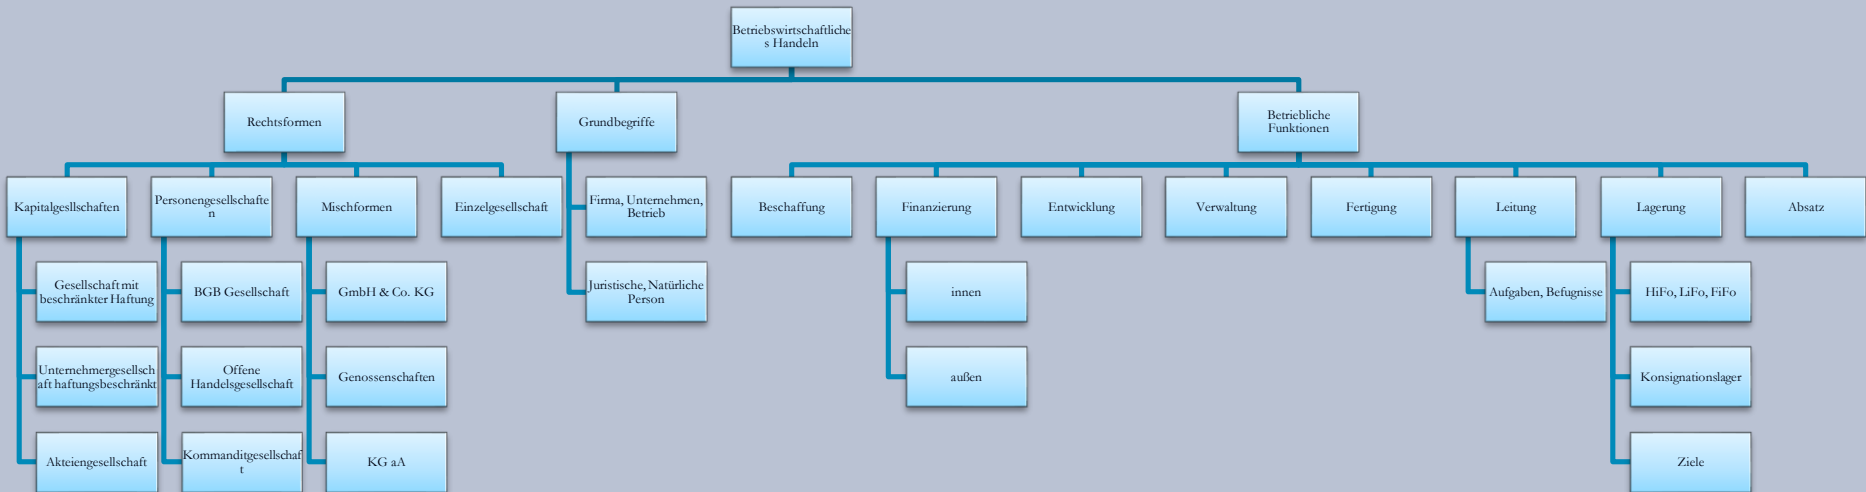 Betriebswirtschaftliche
s Handeln
Rechtsformen
Grundbegriffe
Betriebliche
Funktionen
Kapitalgesllschaften
Personengesellschafte
n
Mischformen
Einzelgesellschaft
Firma, Unternehmen,
Betrieb
Beschaffung
Finanzierung
Entwicklung
Verwaltung
Fertigung
Leitung
Lagerung
Absatz
Gesellschaft mit
beschränkter Haftung
BGB Gesellschaft
GmbH & Co. KG
Juristische, Natürliche
Person
innen
Aufgaben, Befugnisse
HiFo, LiFo, FiFo
Unternehmergesellsch
aft haftungsbeschränkt
Offene
Handelsgesellschaft
Genossenschaften
außen
Konsignationslager
Akteiengesellschaft
Kommanditgesellschaf
t
KG aA
Ziele